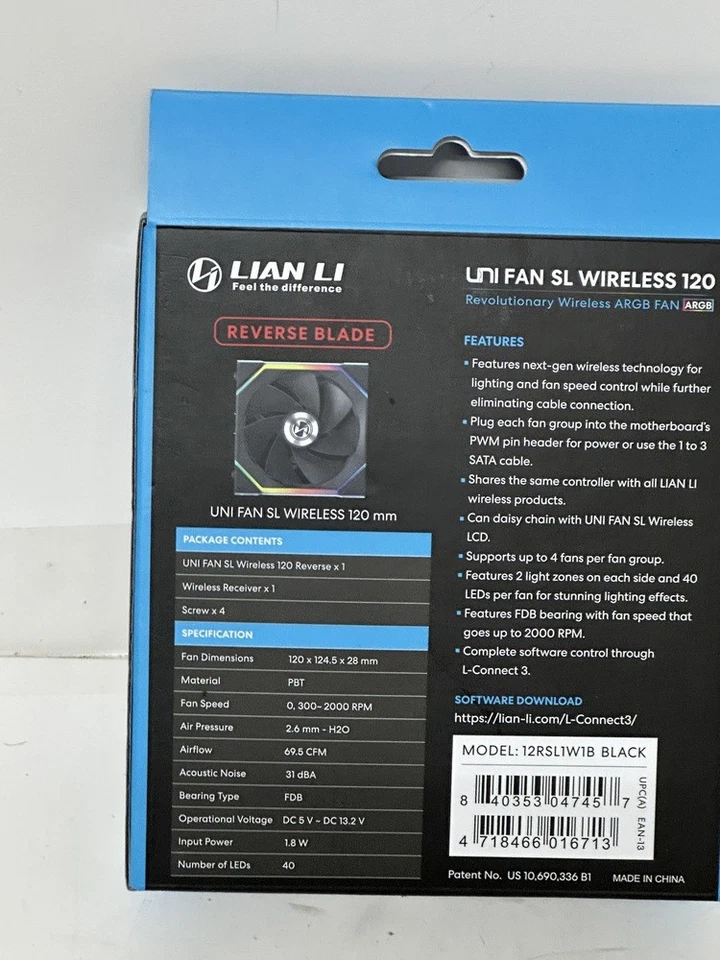 LIAN LI
Feel the difference
REVERSE BLADE
UNI FAN SL WIRELESS 120 mm
PACKAGE CONTENTS
UNI FAN SL Wireless 120 Reverse x 1
Wireless Receiver x 1
Screw x 4
SPECIFICATION
Fan Dimensions 120 x 124.5 x 28 mm
Material PBT
Fan Speed 0, 300~ 2000 RPM
Air Pressure 2.6 mm - H2O
Airflow 69.5 CFM
Acoustic Noise 31 dBA
Bearing Type FDB
Operational Voltage DC 5 V ~ DC 13.2 V
Input Power 1.8 W
Number of LEDs 40
UNI FAN SL WIRELESS 120
Revolutionary Wireless ARGB FAN ARGB
FEATURES
▪ Features next-gen wireless technology for
lighting and fan speed control while further
eliminating cable connection.
▪ Plug each fan group into the motherboard's
PWM pin header for power or use the 1 to 3
SATA cable.
▪ Shares the same controller with all LIAN LI
wireless products.
▪ Can daisy chain with UNI FAN SL Wireless
LCD.
▪ Supports up to 4 fans per fan group.
▪ Features 2 light zones on each side and 40
LEDs per fan for stunning lighting effects.
▪ Features FDB bearing with fan speed that
goes up to 2000 RPM.
▪ Complete software control through
L-Connect 3.
SOFTWARE DOWNLOAD
https://lian-li.com/L-Connect3/
MODEL: 12RSL1W1B BLACK
8 40353 04745 7
UPC(A)
4 718466 016713
EAN-13
Patent No. US 10,690,336 B1 MADE IN CHINA